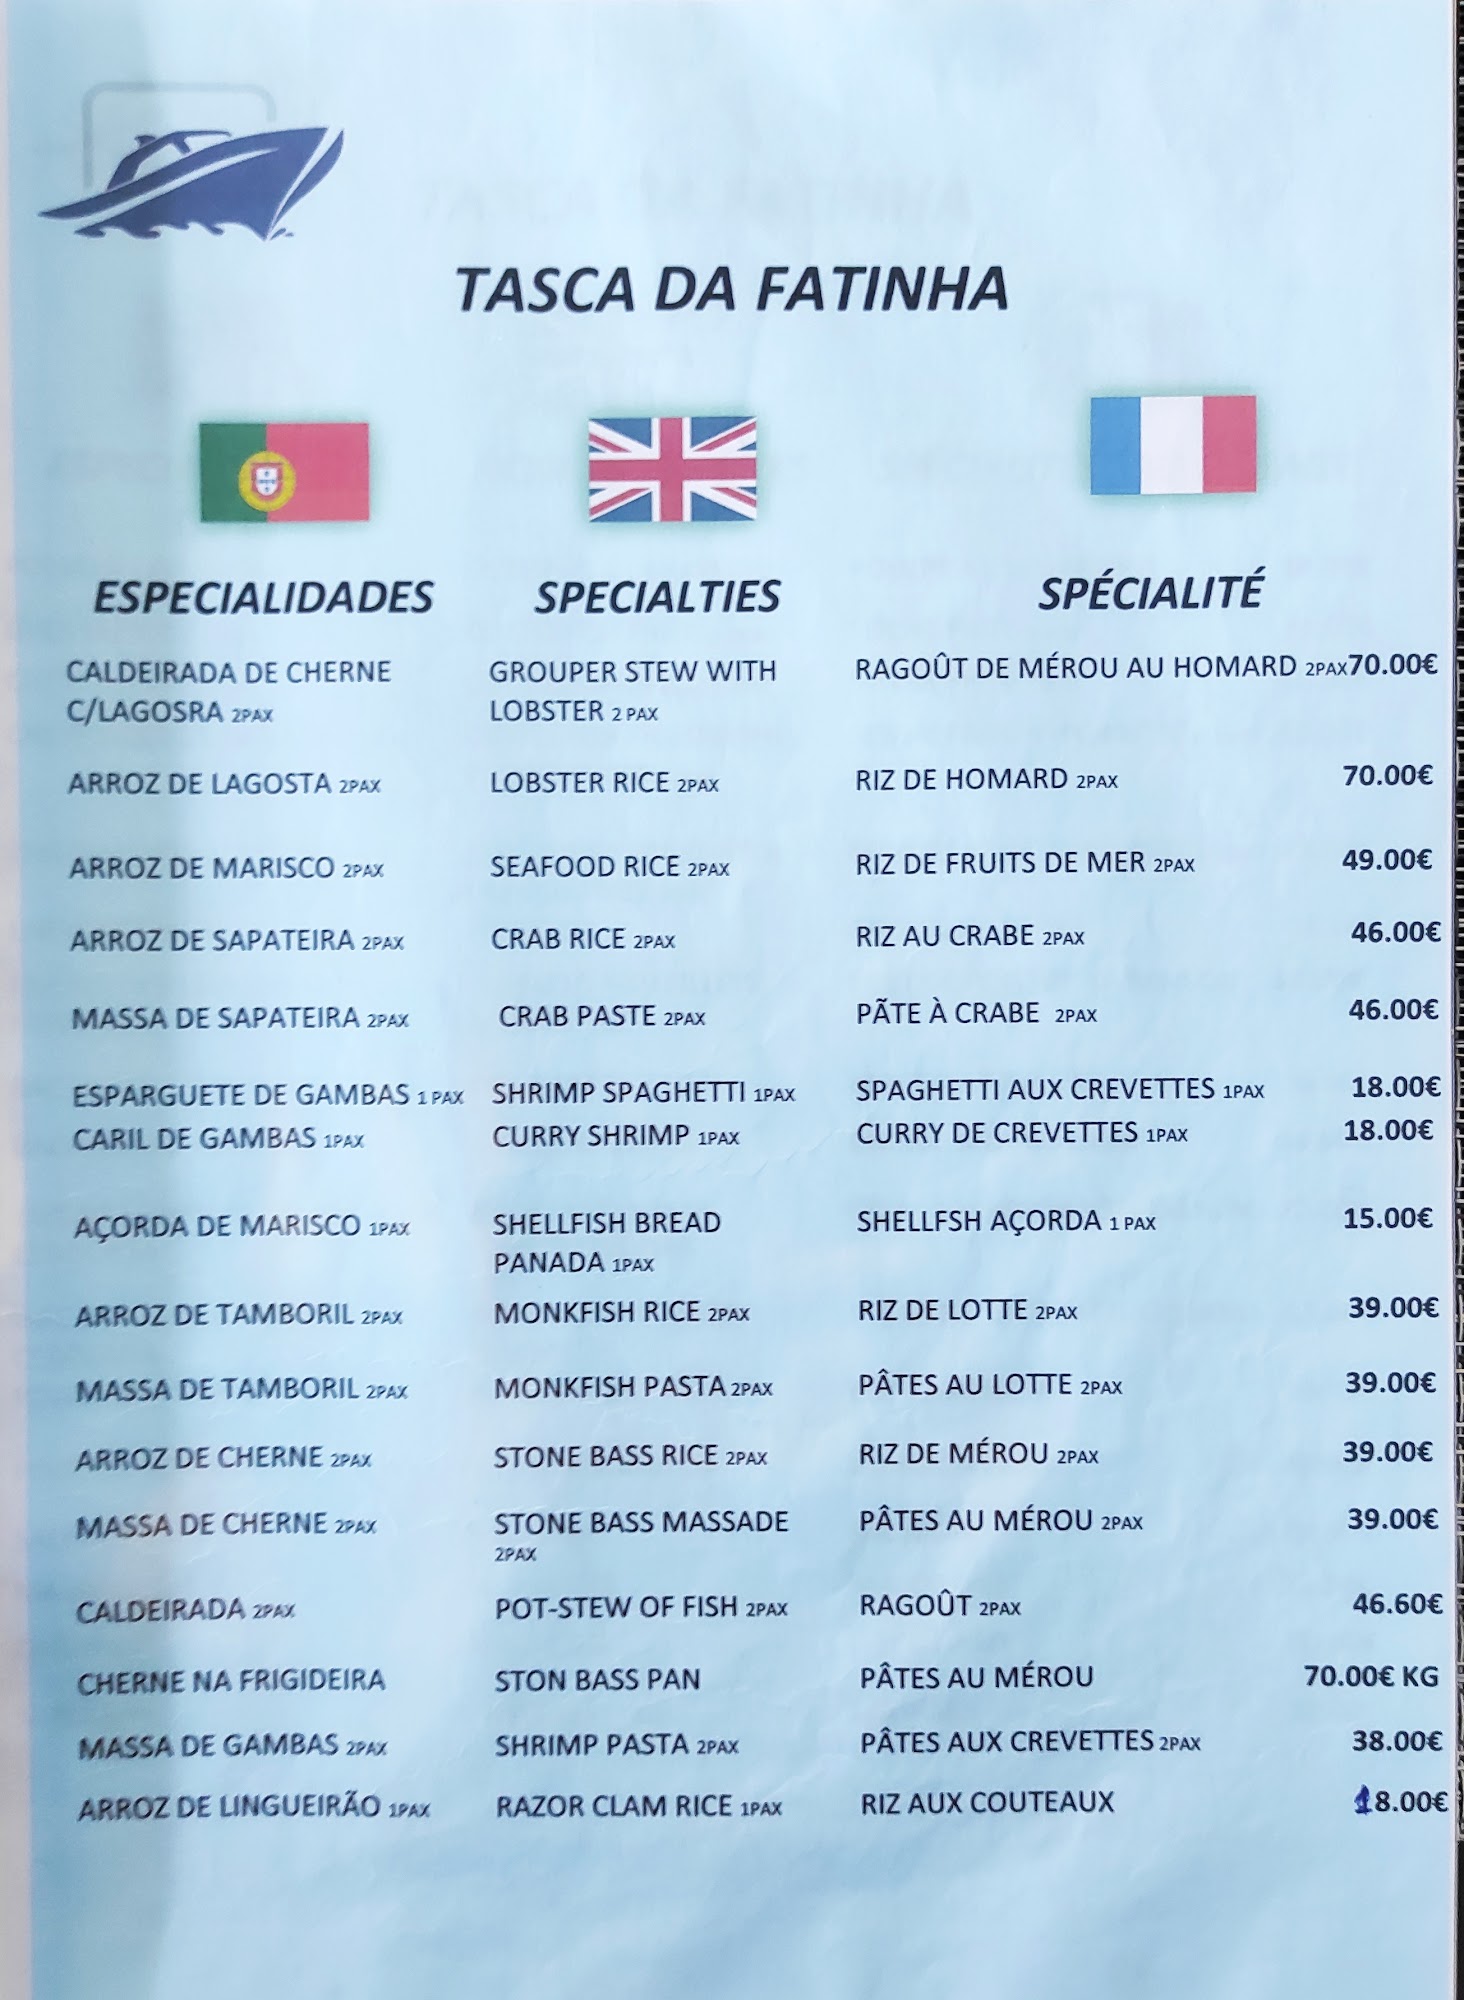 TASCA DA FATINHA
ESPECIALIDADES SPECIALTIES SPÉCIALITÉ
CALDEIRADA DE CHERNE GROUPER STEW WITH RAGOÛT DE MÉROU AU HOMARD 2PAX 70.00€
C/LAGOSRA 2PAX LOBSTER 2 PAX
ARROZ DE LAGOSTA 2PAX LOBSTER RICE 2PAX RIZ DE HOMARD 2PAX 70.00€
ARROZ DE MARISCO 2PAX SEAFOOD RICE 2PAX RIZ DE FRUITS DE MER 2PAX 49.00€
ARROZ DE SAPATEIRA 2PAX CRAB RICE 2PAX RIZ AU CRABE 2PAX 46.00€
MASSA DE SAPATEIRA 2PAX CRAB PASTE 2PAX PÃTE À CRABE 2PAX 46.00€
ESPARGUETE DE GAMBAS 1 PAX SHRIMP SPAGHETTI 1PAX SPAGHETTI AUX CREVETTES 1PAX 18.00€
CARIL DE GAMBAS 1PAX CURRY SHRIMP 1PAX CURRY DE CREVETTES 1PAX 18.00€
AÇORDA DE MARISCO 1PAX SHELLFISH BREAD SHELLFSH AÇORDA 1 PAX 15.00€
PANADA 1PAX
ARROZ DE TAMBORIL 2PAX MONKFISH RICE 2PAX RIZ DE LOTTE 2PAX 39.00€
MASSA DE TAMBORIL 2PAX MONKFISH PASTA 2PAX PÂTES AU LOTTE 2PAX 39.00€
ARROZ DE CHERNE 2PAX STONE BASS RICE 2PAX RIZ DE MÉROU 2PAX 39.00€
MASSA DE CHERNE 2PAX STONE BASS MASSADE PÂTES AU MÉROU 2PAX 39.00€
2PAX
CALDEIRADA 2PAX POT-STEW OF FISH 2PAX RAGOÛT 2PAX 46.60€
CHERNE NA FRIGIDEIRA STON BASS PAN PÂTES AU MÉROU 70.00€ KG
MASSA DE GAMBAS 2PAX SHRIMP PASTA 2PAX PÂTES AUX CREVETTES 2PAX 38.00€
ARROZ DE LINGUEIRÃO 1PAX RAZOR CLAM RICE 1PAX RIZ AUX COUTEAUX 18.00€